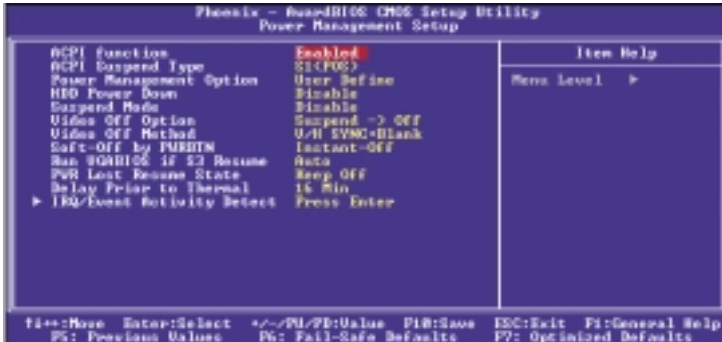 Phoenix - AwardBIOS CMOS Setup Utility
Power Management Setup
ACPI function Enabled
ACPI Suspend Type S1(POS)
Power Management Option User Define
HDD Power Down Disable
Suspend Mode Disable
Video Off Option Suspend -> Off
Video Off Method V/H SYNC+Blank
Soft-Off by PWRBTN Instant-Off
Run VGABIOS if S3 Resume Auto
PWR Lost Resume State Keep Off
Delay Prior to Thermal 16 Min
▶ IRQ/Event Activity Detect Press Enter
Item Help
Menu Level ▶
↑↓→←:Move Enter:Select +/-/PU/PD:Value F10:Save ESC:Exit F1:General Help
F5: Previous Values F6: Fail-Safe Defaults F7: Optimized Defaults